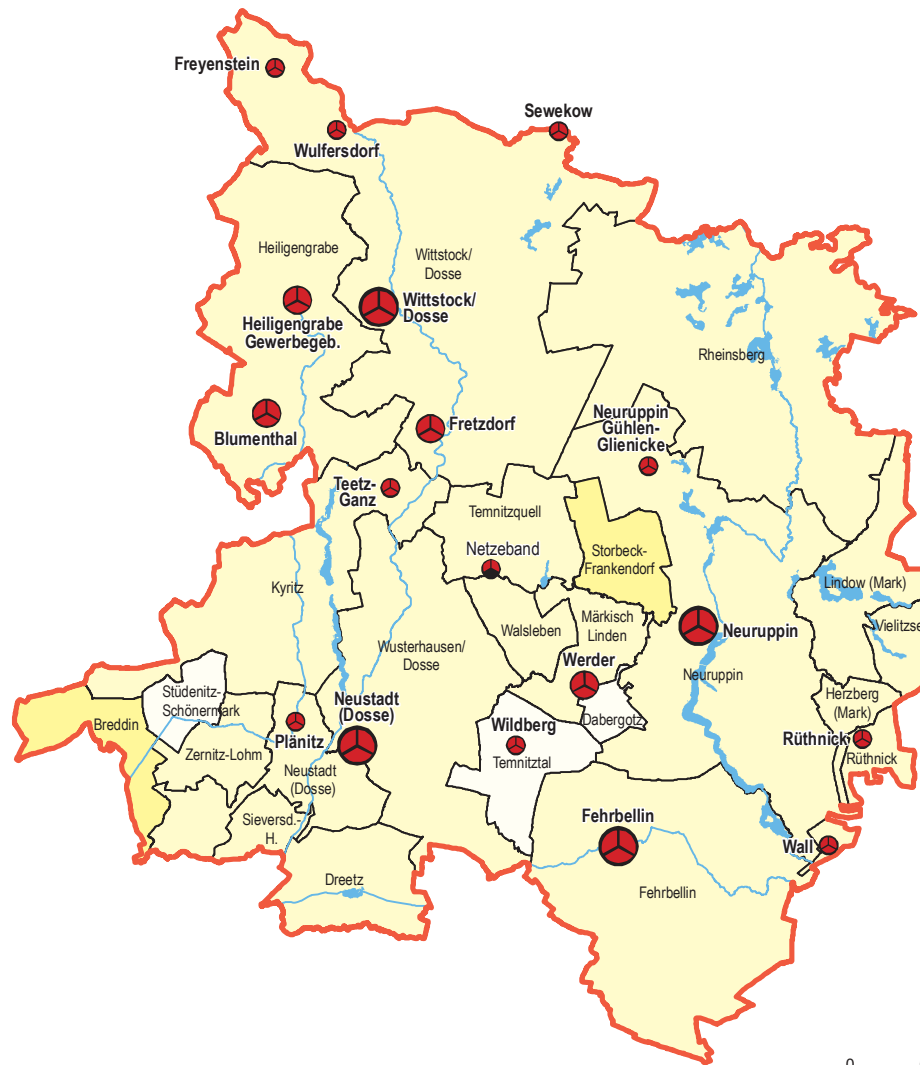 Freyenstein
Sewekow
Wulfersdorf
Heiligengrabe
Wittstock/
Dosse
Wittstock/
Dosse
Heiligengrabe
Gewerbegeb.
Rheinsberg
Neuruppin
Gühlen-
Glienicke
Blumenthal
Fretzdorf
Teetz-
Ganz
Temnitzquell
Netzeband
Storbeck-
Frankendorf
Kyritz
Lindow (Mark)
Vielitzse
Walsleben
Märkisch
Linden
Neuruppin
Wusterhausen/
Dosse
Werder
Neuruppin
Stüdenitz-
Schönermark
Neustadt
(Dosse)
Herzberg
(Mark)
Breddin
Dabergotz
Wildberg
Temnitztal
Plänitz
Zernitz-Lohm
Rüthnick
Rüthnick
Neustadt
(Dosse)
Sieversd.-
H.
Fehrbellin
Wall
Dreetz
Fehrbellin
0